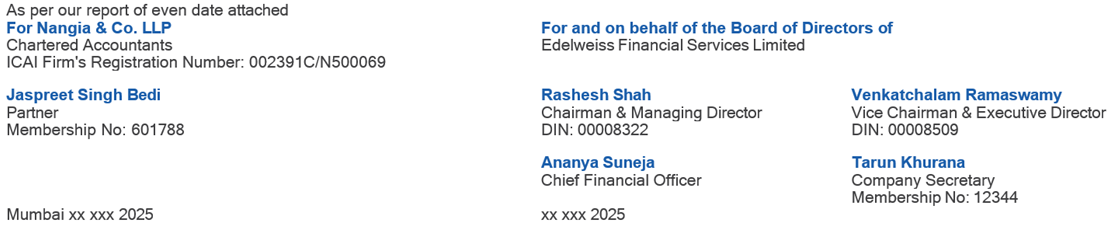 As per our report of even date attached
For Nangia & Co. LLP
Chartered Accountants
ICAI Firm's Registration Number: 002391C/N500069
For and on behalf of the Board of Directors of
Edelweiss Financial Services Limited
Jaspreet Singh Bedi
Partner
Membership No: 601788
Rashesh Shah
Chairman & Managing Director
DIN: 00008322
Venkatchalam Ramaswamy
Vice Chairman & Executive Director
DIN: 00008509
Ananya Suneja
Chief Financial Officer
Tarun Khurana
Company Secretary
Membership No: 12344
Mumbai xx xxx 2025
xx xxx 2025